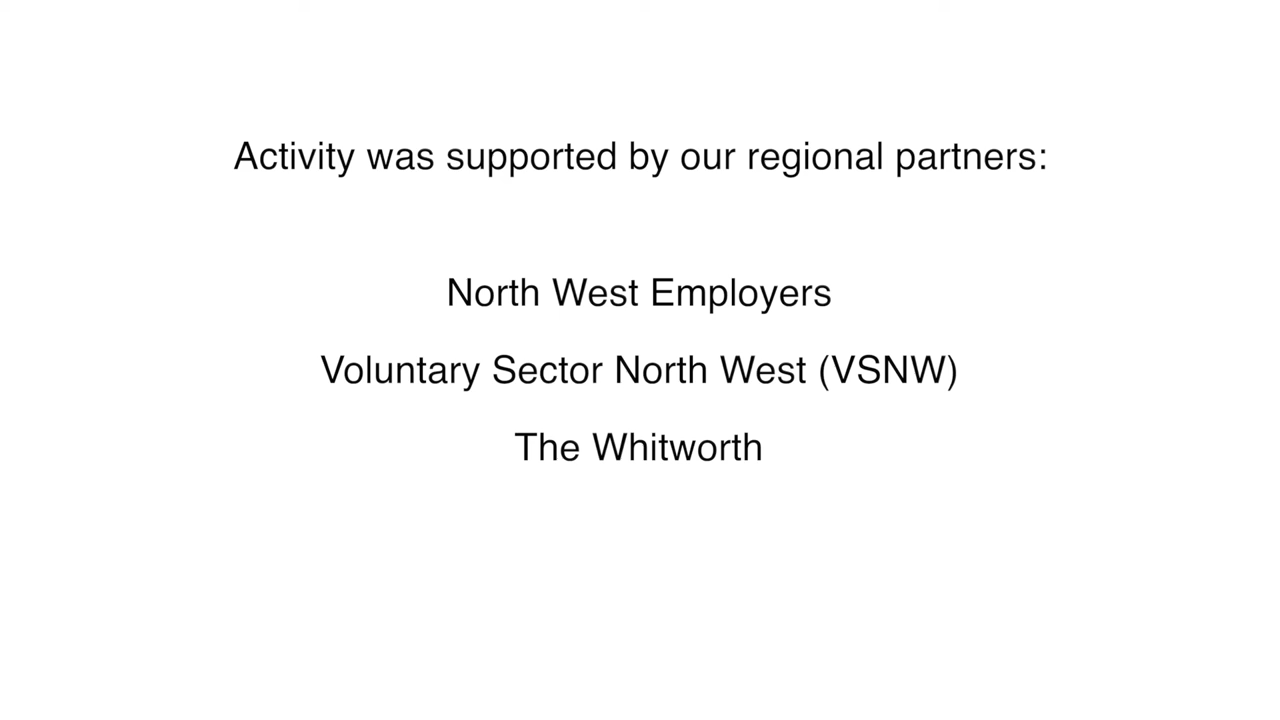 Activity was supported by our regional partners:
North West Employers
Voluntary Sector North West (VSNW)
The Whitworth